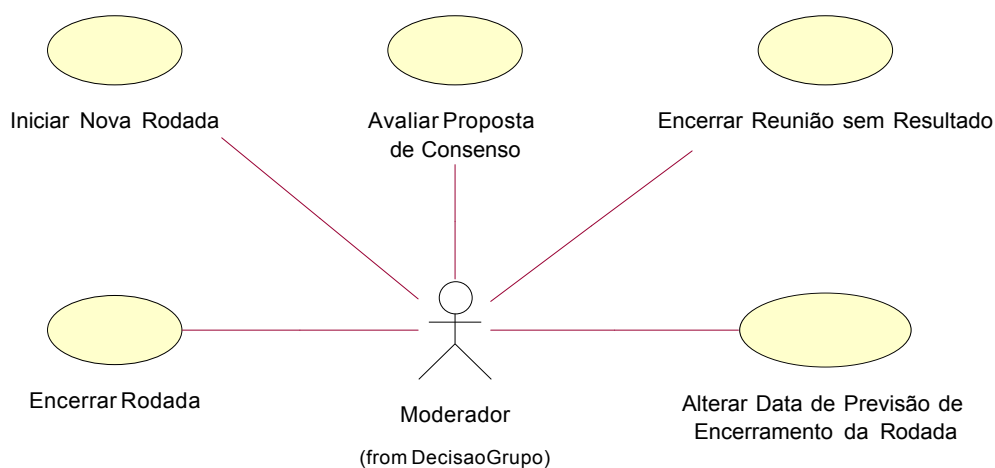 Iniciar Nova Rodada
Avaliar Proposta
de Consenso
Encerrar Reunião sem Resultado
Encerrar Rodada
Moderador
(from DecisaoGrupo)
Alterar Data de Previsão de
Encerramento da Rodada